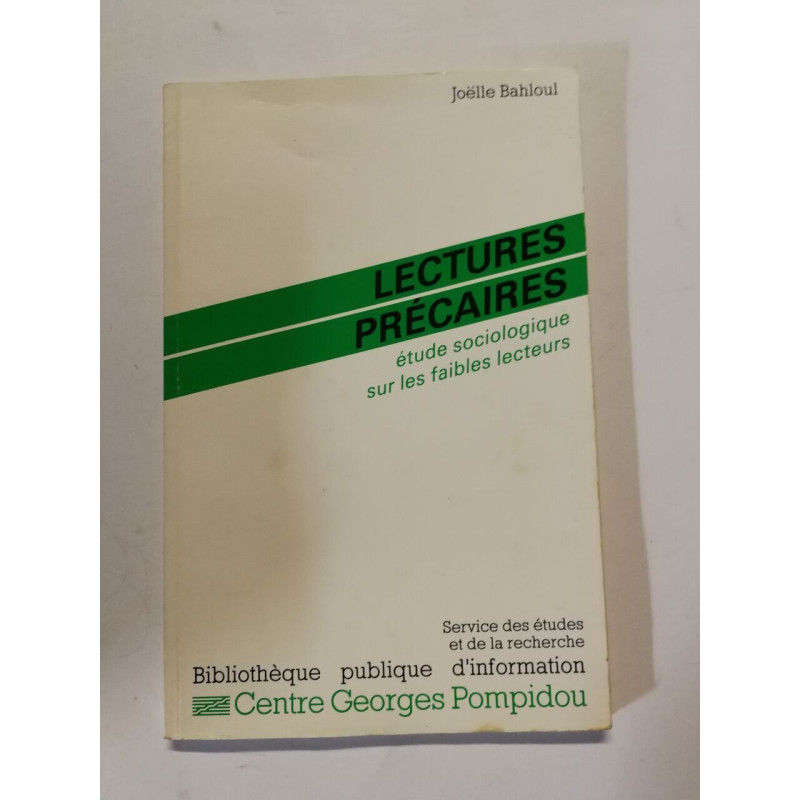 Joëlle Bahloul
LECTURES
PRÉCAIRES
étude sociologique
sur les faibles lecteurs
Service des études
et de la recherche
Bibliothèque publique d'information
Centre Georges Pompidou